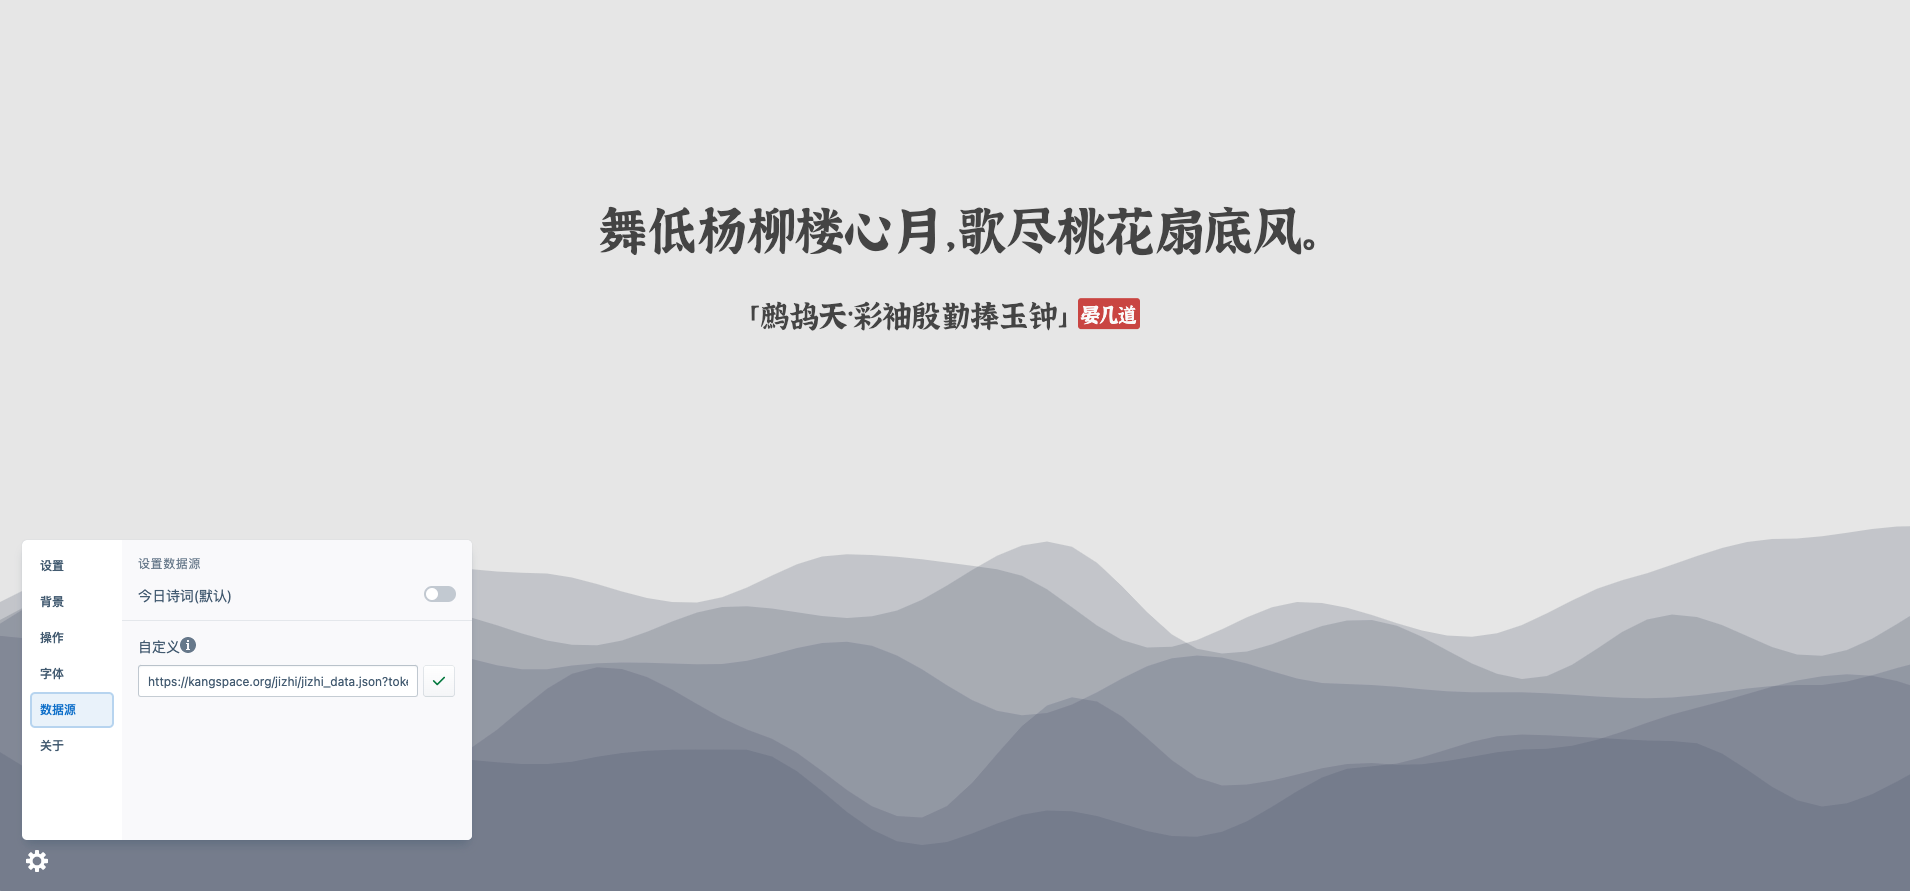 舞低杨柳楼心月,歌尽桃花扇底风。
「鹧鸪天·彩袖殷勤捧玉钟」 晏几道
设置
背景
操作
字体
数据源
关于
设置数据源
今日诗词(默认)
自定义
https://kangspace.org/jizhi/jizhi_data.json?toke